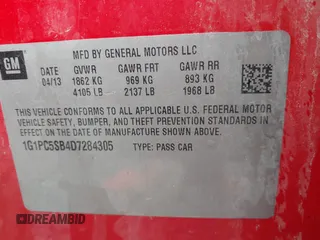 GM
MFD BY GENERAL MOTORS LLC
DATE GVWR GAWR FRT GAWR RR
04/13 1862 KG 969 KG 893 KG
4105 LB 2137 LB 1968 LB
THIS VEHICLE CONFORMS TO ALL APPLICABLE U.S. FEDERAL MOTOR
VEHICLE SAFETY, BUMPER, AND THEFT PREVENTION STANDARDS
IN EFFECT ON THE DATE OF MANUFACTURE SHOWN ABOVE.
1G1PC5SB4D7284305 TYPE: PASS CAR
DREAMBID